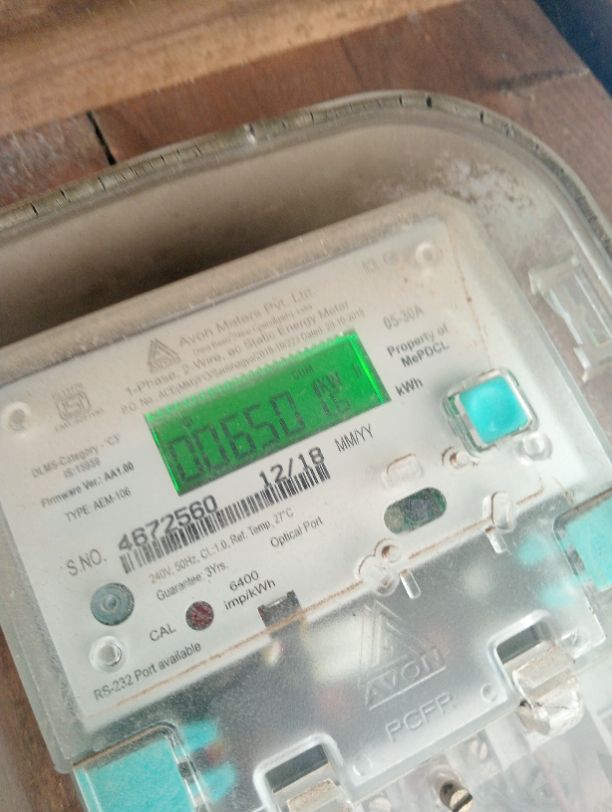 Avon Meters Pvt. Ltd.
1-Phase, 2-Wire, ac Static Energy Meter
05-30A
Property of
MePDCL
kWh
DLMS-Category - 'C3'
IS:15959
Firmware Ver.: AA1.00
TYPE: AEM-106
S.NO. 4672560 12/18 MM/YY
240V, 50Hz, CL:1.0, Ref. Temp. 27°C
Guarantee: 3Yrs.
Optical Port
CAL
6400
imp/kWh
RS-232 Port available
AVON